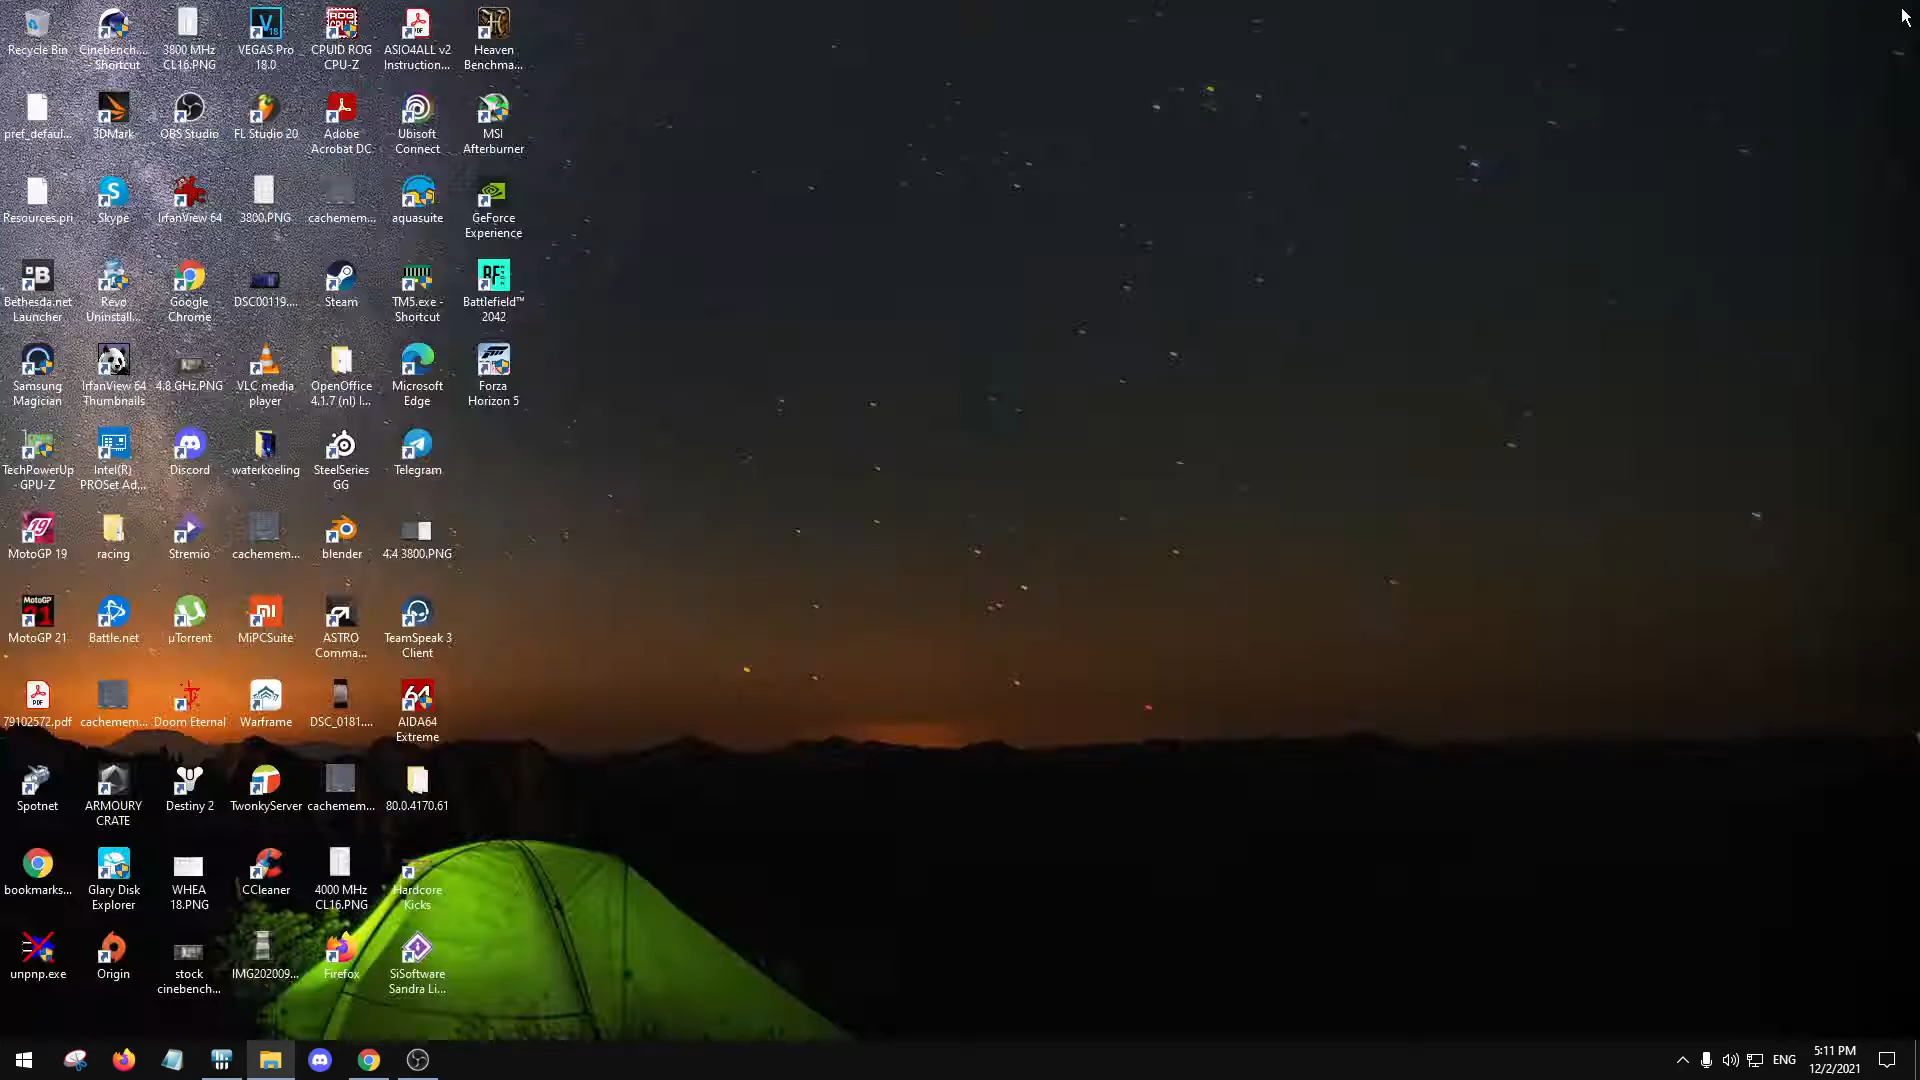 Recycle Bin
Cinebench....
- Shortcut
3800 MHz
CL16.PNG
VEGAS Pro
18.0
CPUID ROG
CPU-Z
ASIO4ALL v2
Instruction...
Heaven
Benchma...
pref_defaul...
3DMark
OBS Studio
FL Studio 20
Adobe
Acrobat DC
Ubisoft
Connect
MSI
Afterburner
Resources.pri
Skype
IrfanView 64
3800.PNG
cachemem...
aquasuite
GeForce
Experience
Bethesda.net
Launcher
Revo
Uninstall...
Google
Chrome
DSC00119....
Steam
TM5.exe -
Shortcut
Battlefield™
2042
Samsung
Magician
IrfanView 64
Thumbnails
4.8 GHz.PNG
VLC media
player
OpenOffice
4.1.7 (nl) I...
Microsoft
Edge
Forza
Horizon 5
TechPowerUp
GPU-Z
Intel(R)
PROSet Ad...
Discord
waterkoeling
SteelSeries
GG
Telegram
MotoGP 19
racing
Stremio
cachemem...
blender
4.4 3800.PNG
MotoGP 21
Battle.net
µTorrent
MiPCSuite
ASTRO
Comma...
TeamSpeak 3
Client
79102572.pdf
cachemem...
Doom Eternal
Warframe
DSC_0181....
AIDA64
Extreme
Spotnet
ARMOURY
CRATE
Destiny 2
TwonkyServer
cachemem...
80.0.4170.61
bookmarks...
Glary Disk
Explorer
WHEA
18.PNG
CCleaner
4000 MHz
CL16.PNG
Hardcore
Kicks
unpnp.exe
Origin
stock
cinebench...
IMG202009...
Firefox
SiSoftware
Sandra Li...
ENG
5:11 PM
12/2/2021